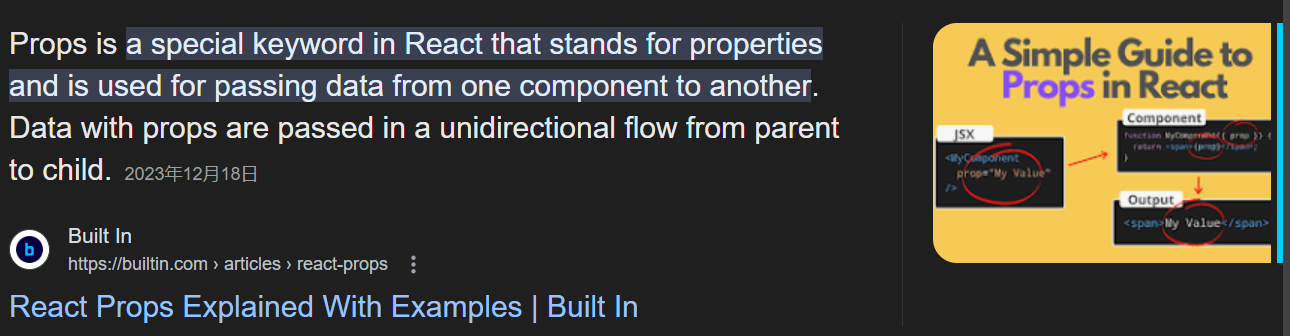 Props is a special keyword in React that stands for properties
and is used for passing data from one component to another.
Data with props are passed in a unidirectional flow from parent
to child. 2023年12月18日
b
Built In
https://builtin.com › articles › react-props
React Props Explained With Examples | Built In
A Simple Guide to
Props in React
JSX
<MyComponent
prop="My Value"
/>
Component
function MyComponent({ prop }) {
return <span>{prop}</span>;
}
Output
<span>My Value</span>